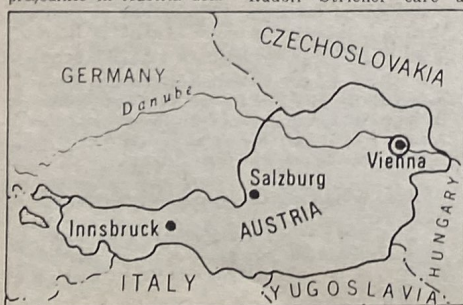 CZECHOSLOVAKIA
GERMANY
Danube
Vienna
Salzburg
Innsbruck
AUSTRIA
HUNGARY
ITALY
YUGOSLAVIA